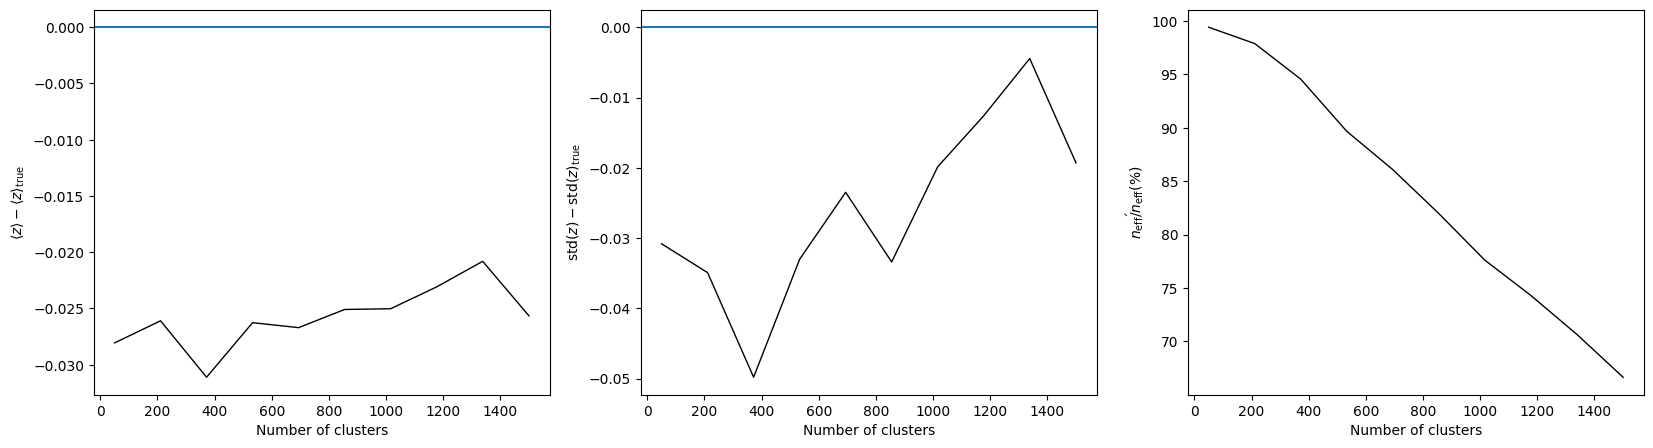 0.000
−0.005
−0.010
−0.015
−0.020
−0.025
−0.030
⟨z⟩ − ⟨z⟩true
0 200 400 600 800 1000 1200 1400
Number of clusters
0.00
−0.01
−0.02
−0.03
−0.04
−0.05
std(z) − std(z)true
0 200 400 600 800 1000 1200 1400
Number of clusters
100
95
90
85
80
75
70
n′eff/neff(%)
0 200 400 600 800 1000 1200 1400
Number of clusters